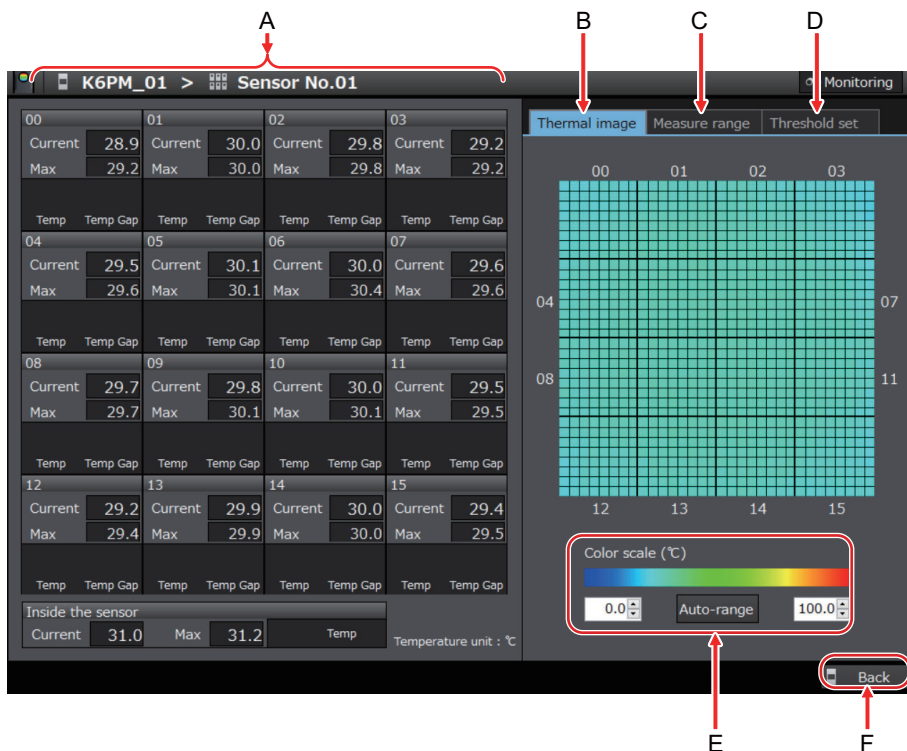 A B C D
K6PM_01 > Sensor No.01 Monitoring
00 01 02 03
Current 28.9 Current 30.0 Current 29.8 Current 29.2
Max 29.2 Max 30.0 Max 29.8 Max 29.2
Temp Temp Gap Temp Temp Gap Temp Temp Gap Temp Temp Gap
04 05 06 07
Current 29.5 Current 30.1 Current 30.0 Current 29.6
Max 29.6 Max 30.1 Max 30.4 Max 29.6
Temp Temp Gap Temp Temp Gap Temp Temp Gap Temp Temp Gap
08 09 10 11
Current 29.7 Current 29.8 Current 30.0 Current 29.5
Max 29.7 Max 30.1 Max 30.1 Max 29.5
Temp Temp Gap Temp Temp Gap Temp Temp Gap Temp Temp Gap
12 13 14 15
Current 29.2 Current 29.9 Current 30.0 Current 29.4
Max 29.4 Max 29.9 Max 30.0 Max 29.5
Temp Temp Gap Temp Temp Gap Temp Temp Gap Temp Temp Gap
Inside the sensor
Current 31.0 Max 31.2 Temp Temperature unit : ℃
Thermal image Measure range Threshold set
00 01 02 03
04 07
08 11
12 13 14 15
Color scale (℃)
0.0 Auto-range 100.0
Back
E F